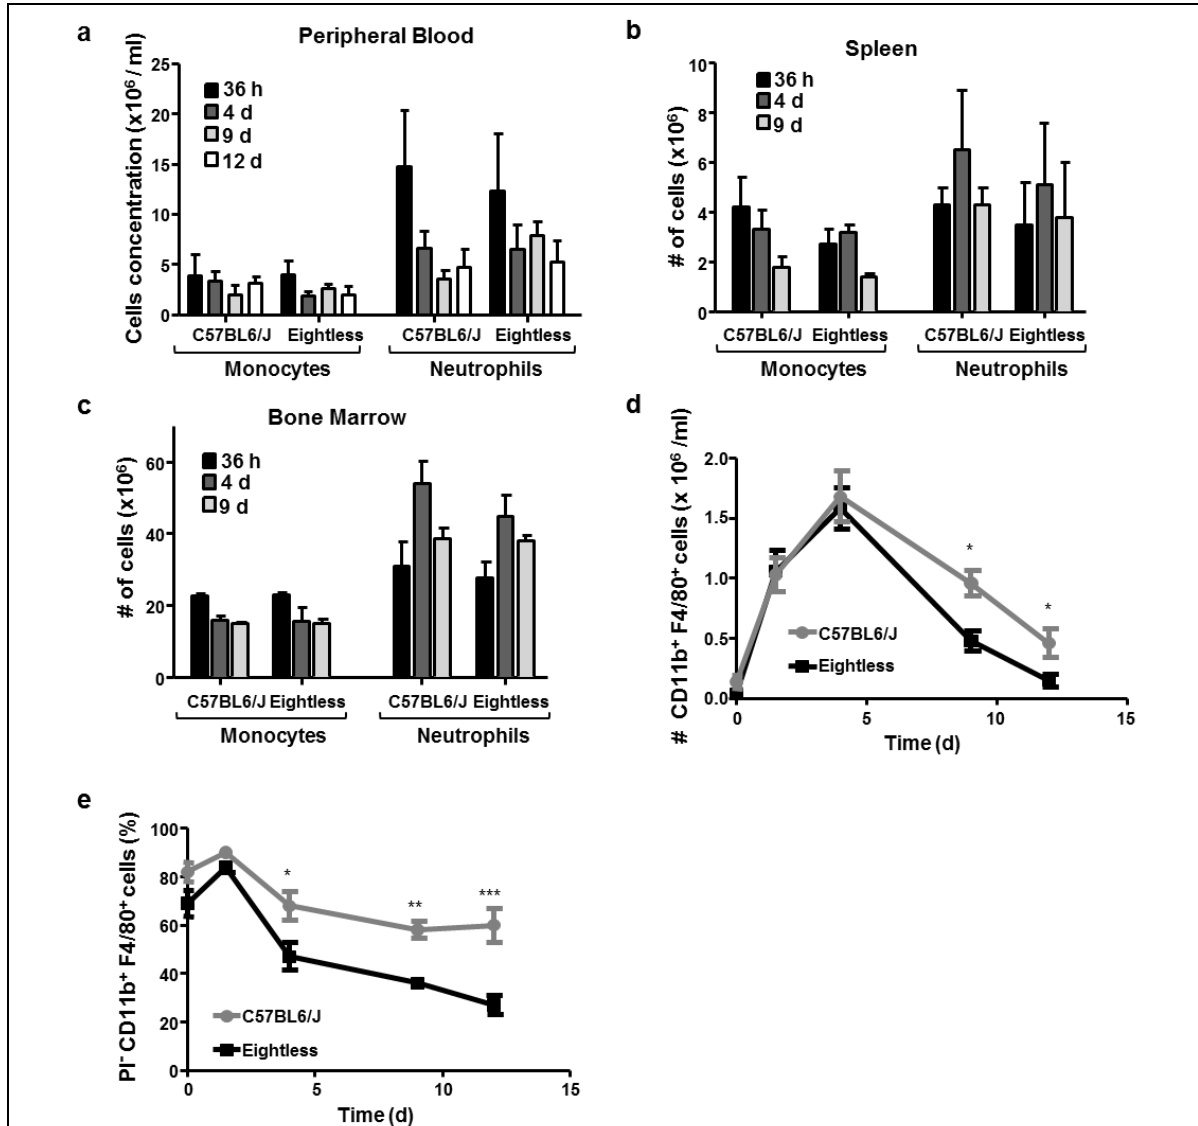 a
Peripheral Blood
Cells concentration (x10⁶ / ml)
25
20
15
10
5
0
36 h
4 d
9 d
12 d
C57BL6/J Eightless C57BL6/J Eightless
Monocytes Neutrophils
b
Spleen
# of cells (x10⁶)
10
8
6
4
2
0
36 h
4 d
9 d
C57BL6/J Eightless C57BL6/J Eightless
Monocytes Neutrophils
c
Bone Marrow
# of cells (x10⁶)
60
40
20
0
36 h
4 d
9 d
C57BL6/J Eightless C57BL6/J Eightless
Monocytes Neutrophils
d
# CD11b⁺ F4/80⁺ cells (x 10⁶ /ml)
2.0
1.5
1.0
0.5
0.0
*
*
C57BL6/J
Eightless
0 5 10 15
Time (d)
e
PI⁻ CD11b⁺ F4/80⁺ cells (%)
100
80
60
40
20
0
*
**
***
C57BL6/J
Eightless
0 5 10 15
Time (d)